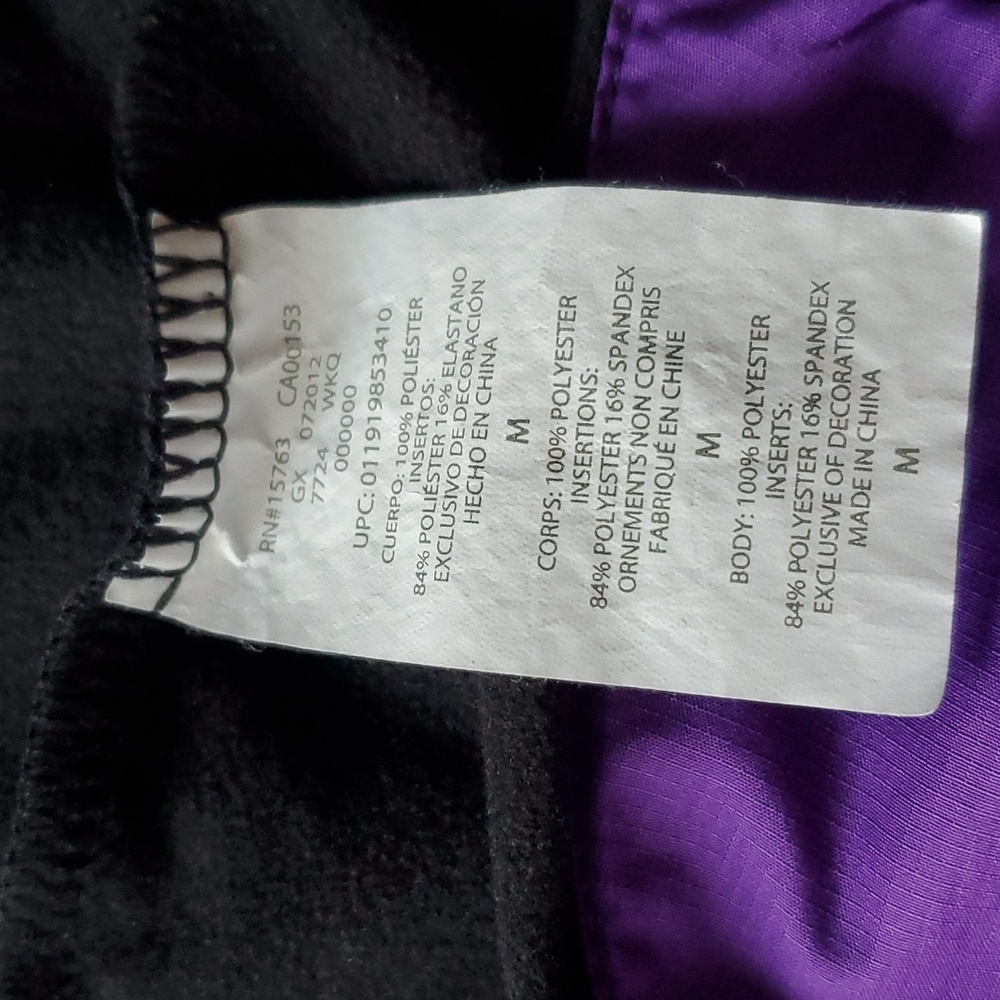 RN#15763 CA00153
GX 072012
7724 WKQ
000000
UPC: 011919853410
CUERPO: 100% POLIÉSTER
INSERTOS:
84% POLIÉSTER 16% ELASTANO
EXCLUSIVO DE DECORACIÓN
HECHO EN CHINA
M
CORPS: 100% POLYESTER
INSERTIONS:
84% POLYESTER 16% SPANDEX
ORNEMENTS NON COMPRIS
FABRIQUÉ EN CHINE
M
BODY: 100% POLYESTER
INSERTS:
84% POLYESTER 16% SPANDEX
EXCLUSIVE OF DECORATION
MADE IN CHINA
M